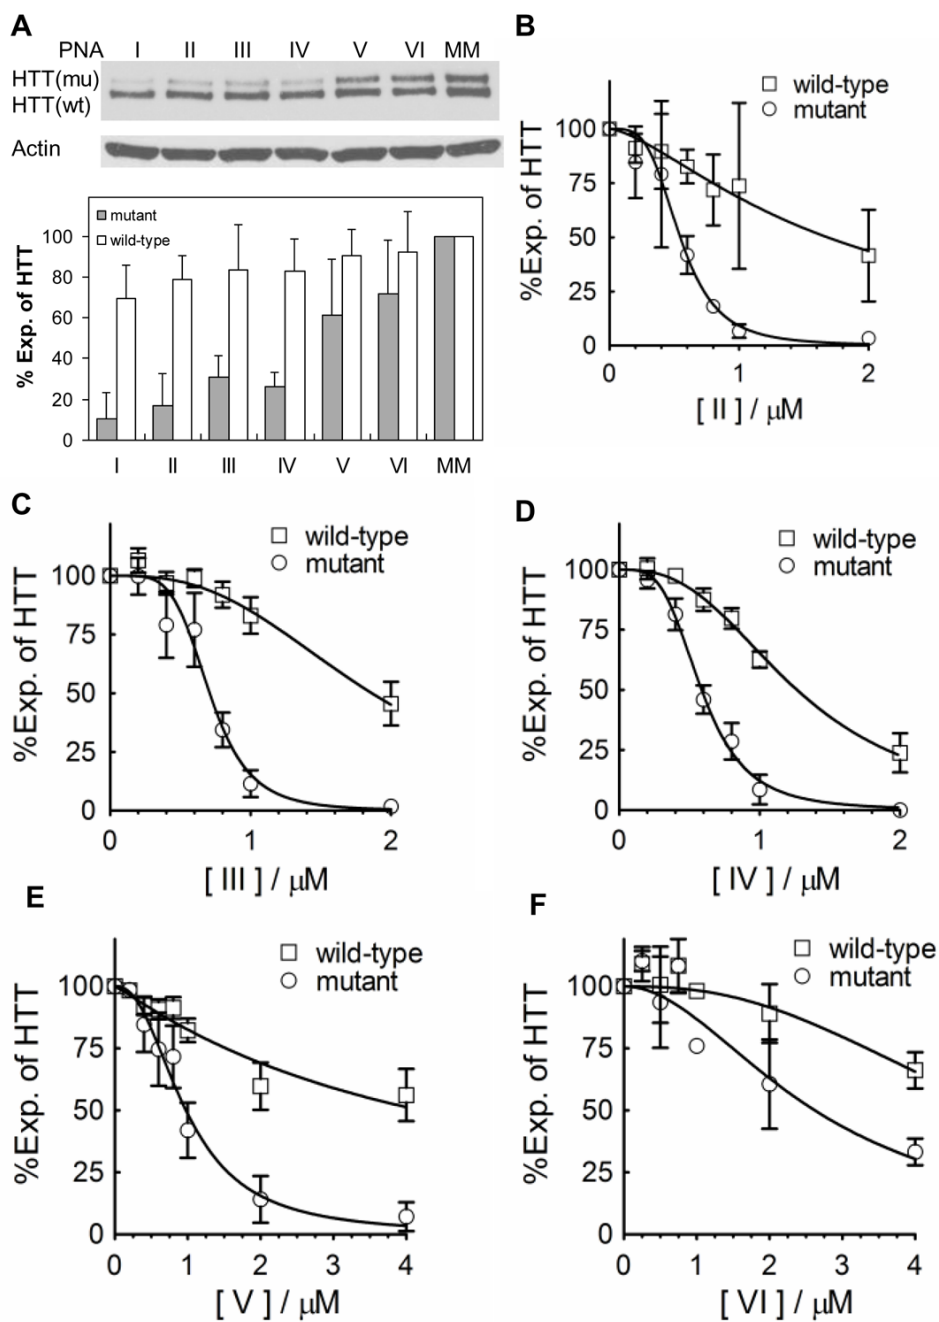 A
PNA I II III IV V VI MM
HTT(mu)
HTT(wt)
Actin
mutant
wild-type
% Exp. of HTT
100
80
60
40
20
0
I II III IV V VI MM
B
wild-type
mutant
%Exp. of HTT
100
75
50
25
0
0 1 2
[ II ] / μM
C
wild-type
mutant
%Exp. of HTT
100
75
50
25
0
0 1 2
[ III ] / μM
D
wild-type
mutant
%Exp. of HTT
100
75
50
25
0
0 1 2
[ IV ] / μM
E
wild-type
mutant
%Exp. of HTT
100
75
50
25
0
0 1 2 3 4
[ V ] / μM
F
wild-type
mutant
%Exp. of HTT
100
75
50
25
0
0 1 2 3 4
[ VI ] / μM